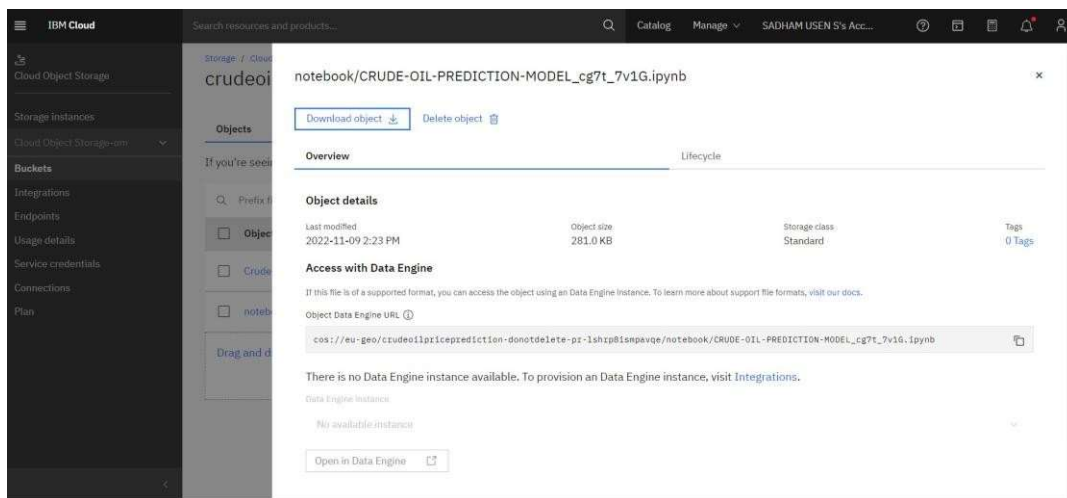 IBM Cloud
Search resources and products...
Catalog
Manage
SADHAM USEN S's Acc...
Cloud Object Storage
Storage instances
Cloud Object Storage-om
Buckets
Integrations
Endpoints
Usage details
Service credentials
Connections
Plan
Storage / Cloud
crudeoi
Objects
If you're seei
Prefix fi
Objec
Crude
noteb
Drag and d
notebook/CRUDE-OIL-PREDICTION-MODEL_cg7t_7v1G.ipynb
Download object
Delete object
Overview
Lifecycle
Object details
Last modified
2022-11-09 2:23 PM
Object size
281.0 KB
Storage class
Standard
Tags
0 Tags
Access with Data Engine
If this file is of a supported format, you can access the object using an Data Engine Instance. To learn more about support file formats, visit our docs.
Object Data Engine URL
cos://eu-geo/crudeoilpriceprediction-donotdelete-pr-lshrp8ismpavqe/notebook/CRUDE-OIL-PREDICTION-MODEL_cg7t_7v1G.ipynb
There is no Data Engine instance available. To provision an Data Engine instance, visit Integrations.
Data Engine Instance
No available instance
Open in Data Engine